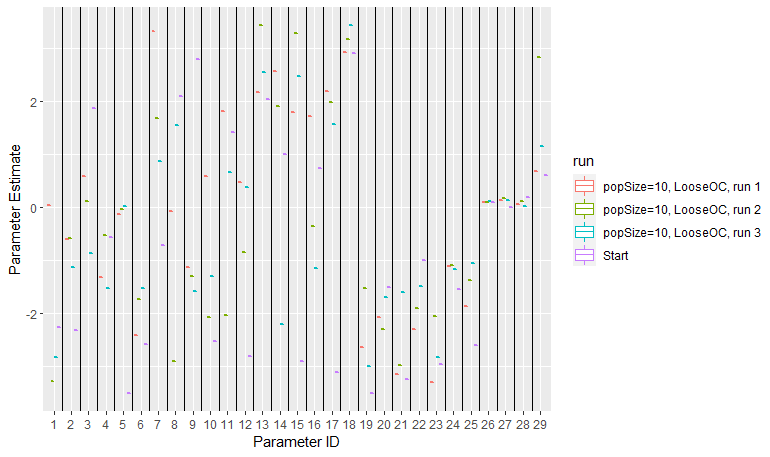 Parameter Estimate
2
0
-2
1 2 3 4 5 6 7 8 9 10 11 12 13 14 15 16 17 18 19 20 21 22 23 24 25 26 27 28 29
Parameter ID
run
popSize=10, LooseOC, run 1
popSize=10, LooseOC, run 2
popSize=10, LooseOC, run 3
Start